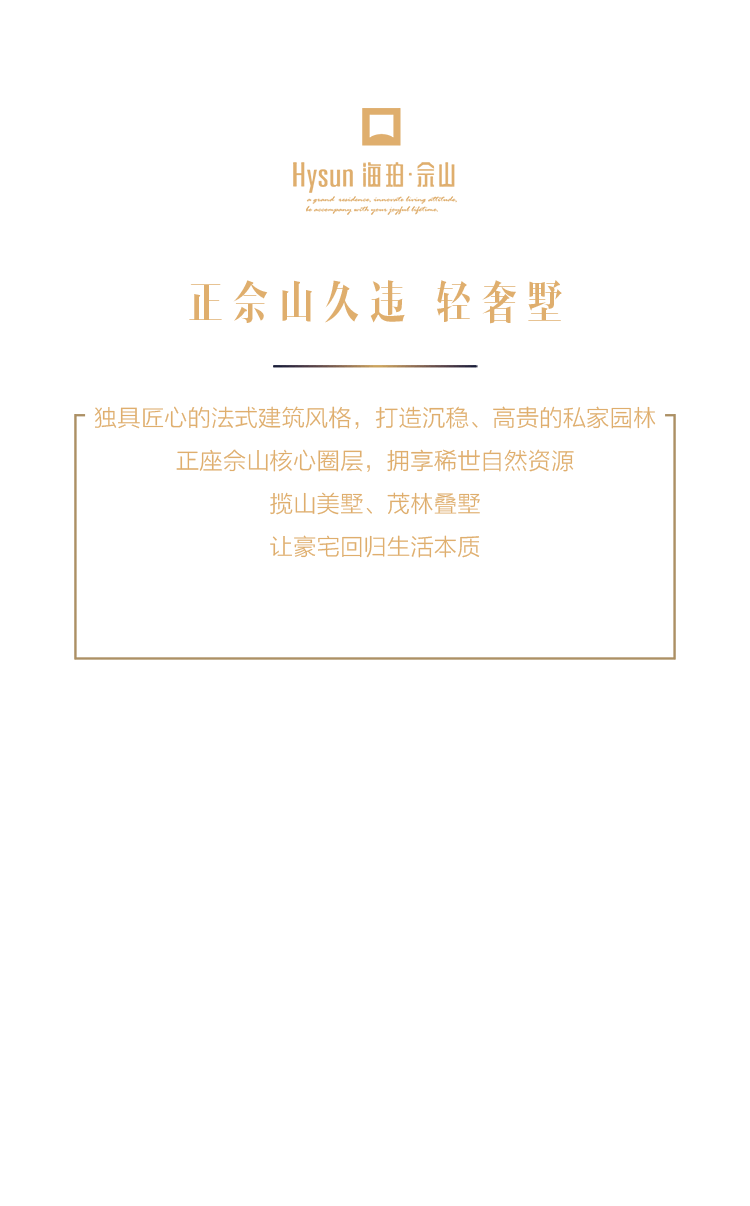 Hysun 海珀·佘山
a grand residence, innovate living attitude,
be accompany with your joyful lifetime.
正佘山久违 轻奢墅
独具匠心的法式建筑风格，打造沉稳、高贵的私家园林
正座佘山核心圈层，拥享稀世自然资源
揽山美墅、茂林叠墅
让豪宅回归生活本质